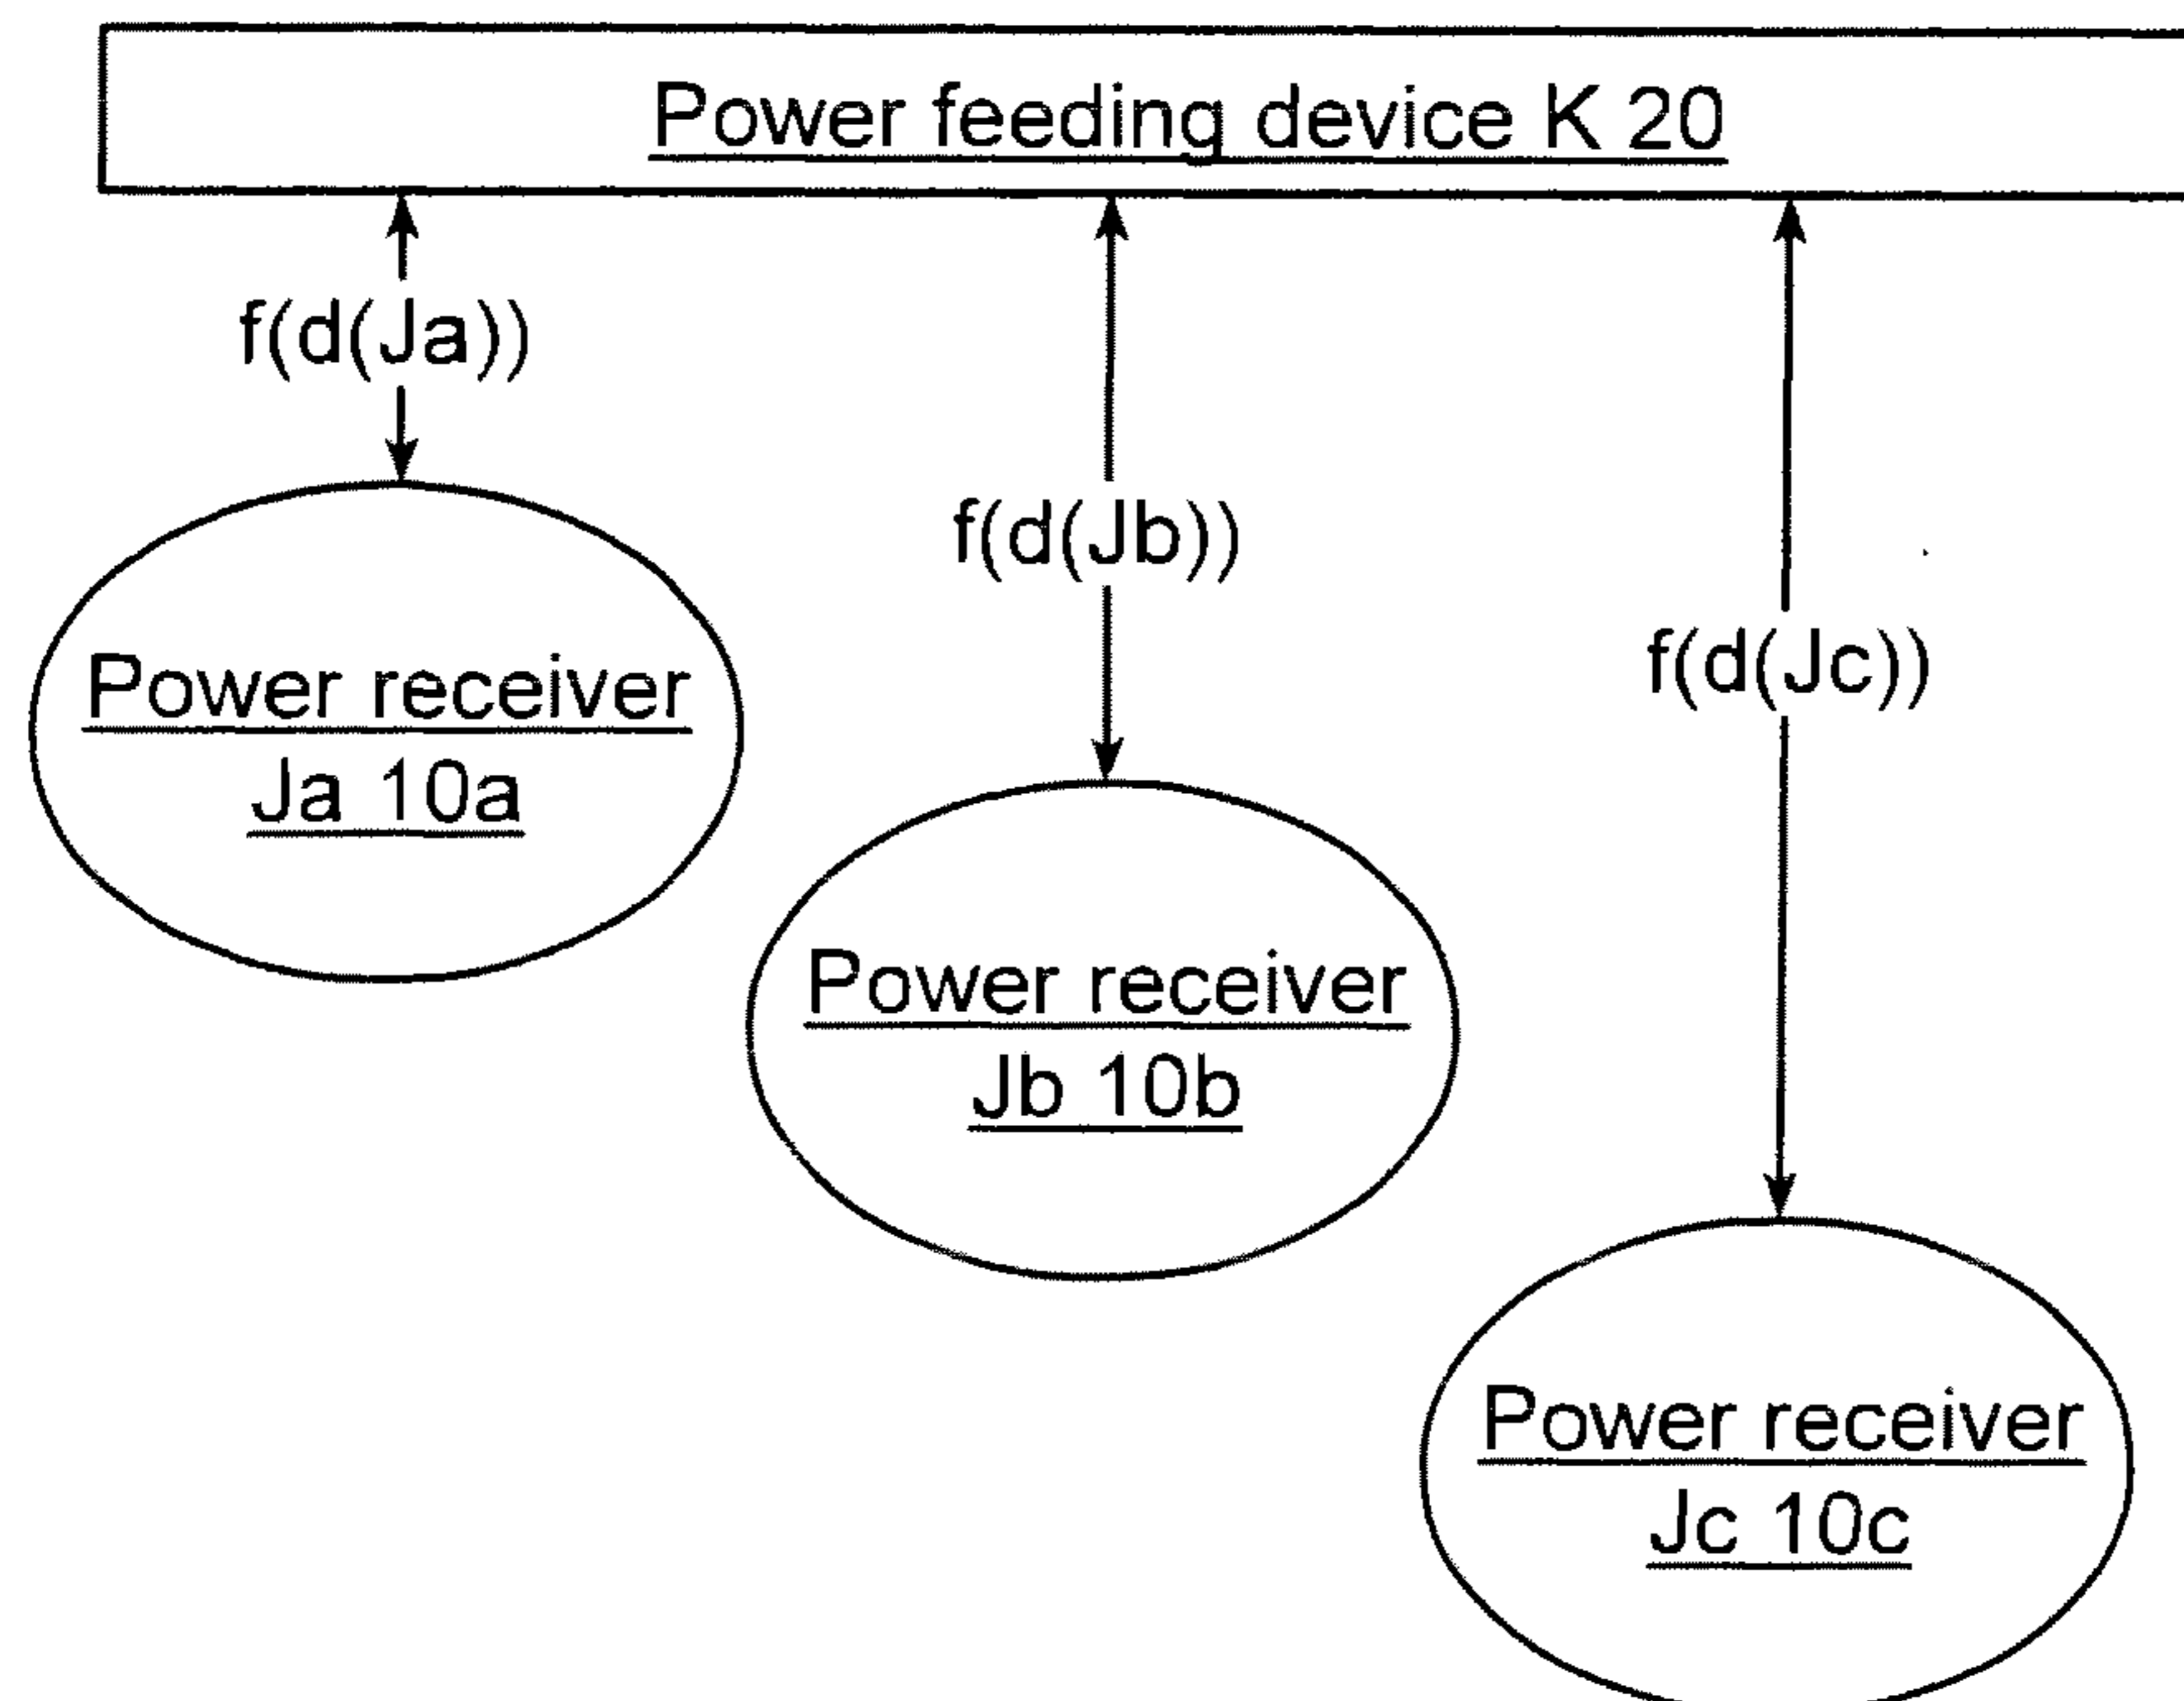 Power feeding device K 20
f(d(Ja))
f(d(Jb))
f(d(Jc))
Power receiver
Ja 10a
Power receiver
Jb 10b
Power receiver
Jc 10c